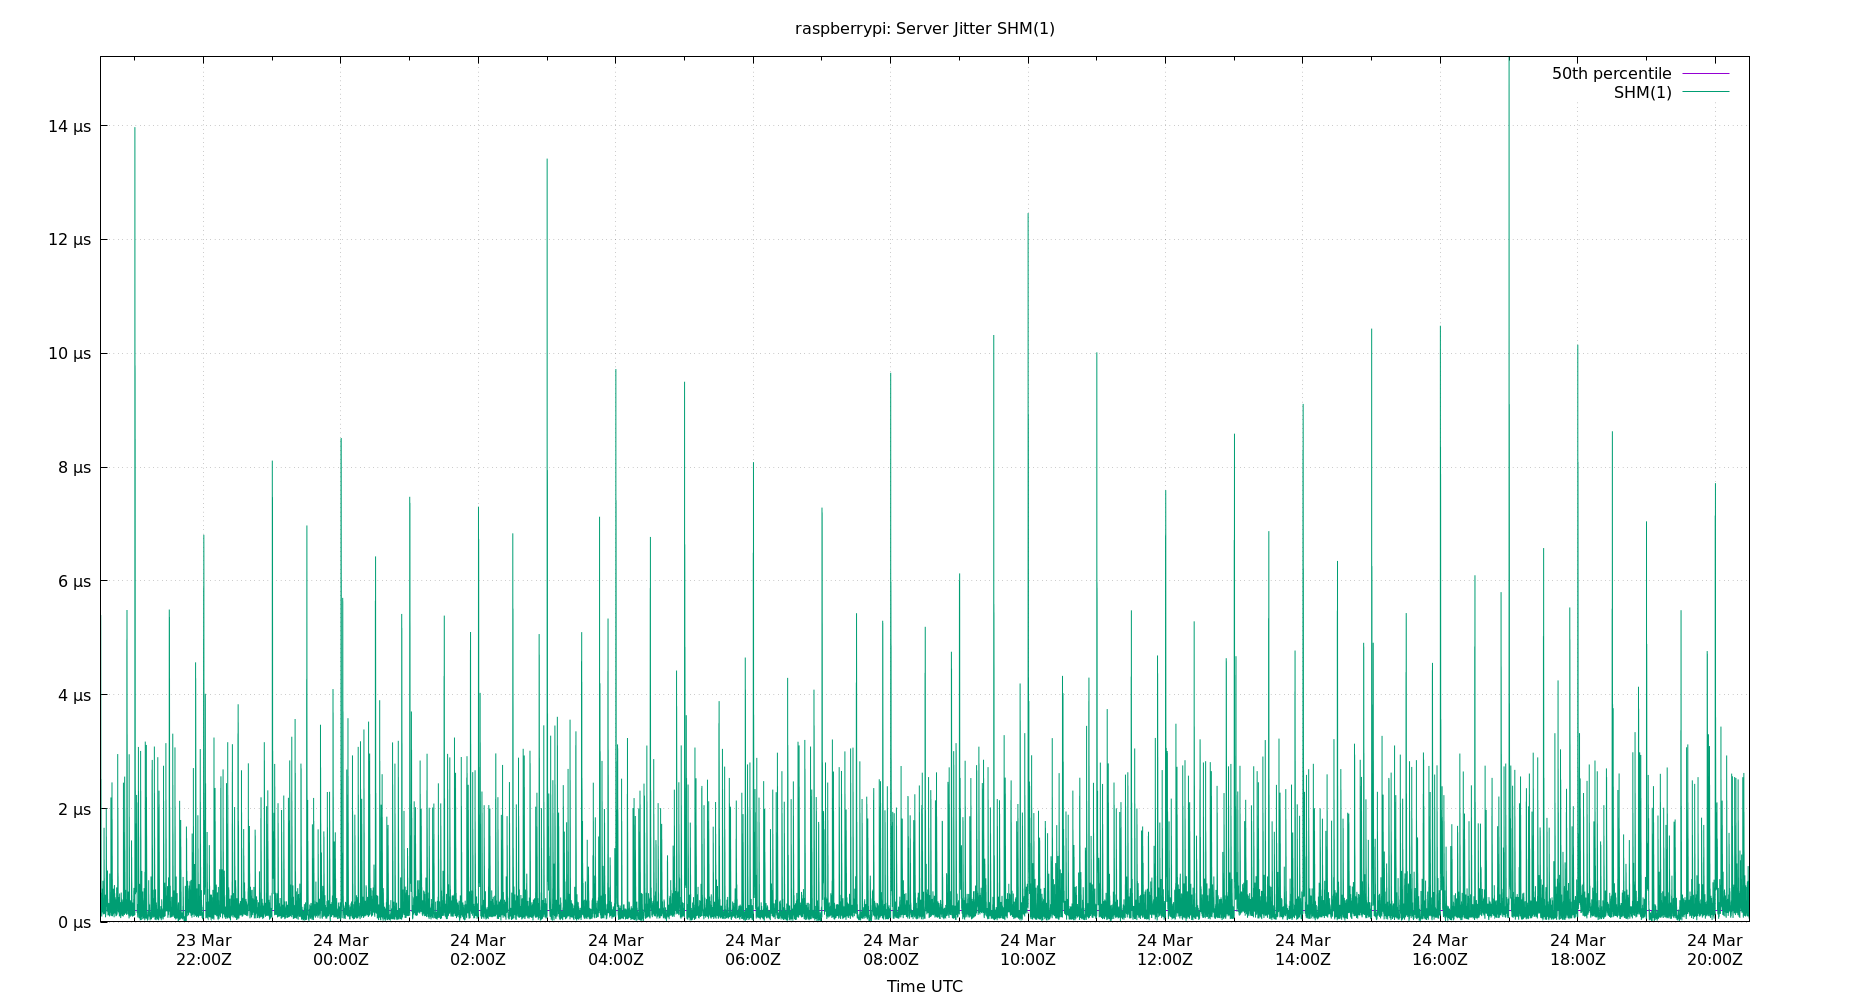 raspberrypi: Server Jitter SHM(1)
50th percentile
SHM(1)
14 µs
12 µs
10 µs
8 µs
6 µs
4 µs
2 µs
0 µs
23 Mar 24 Mar 24 Mar 24 Mar 24 Mar 24 Mar 24 Mar 24 Mar 24 Mar 24 Mar 24 Mar 24 Mar
22:00Z 00:00Z 02:00Z 04:00Z 06:00Z 08:00Z 10:00Z 12:00Z 14:00Z 16:00Z 18:00Z 20:00Z
Time UTC